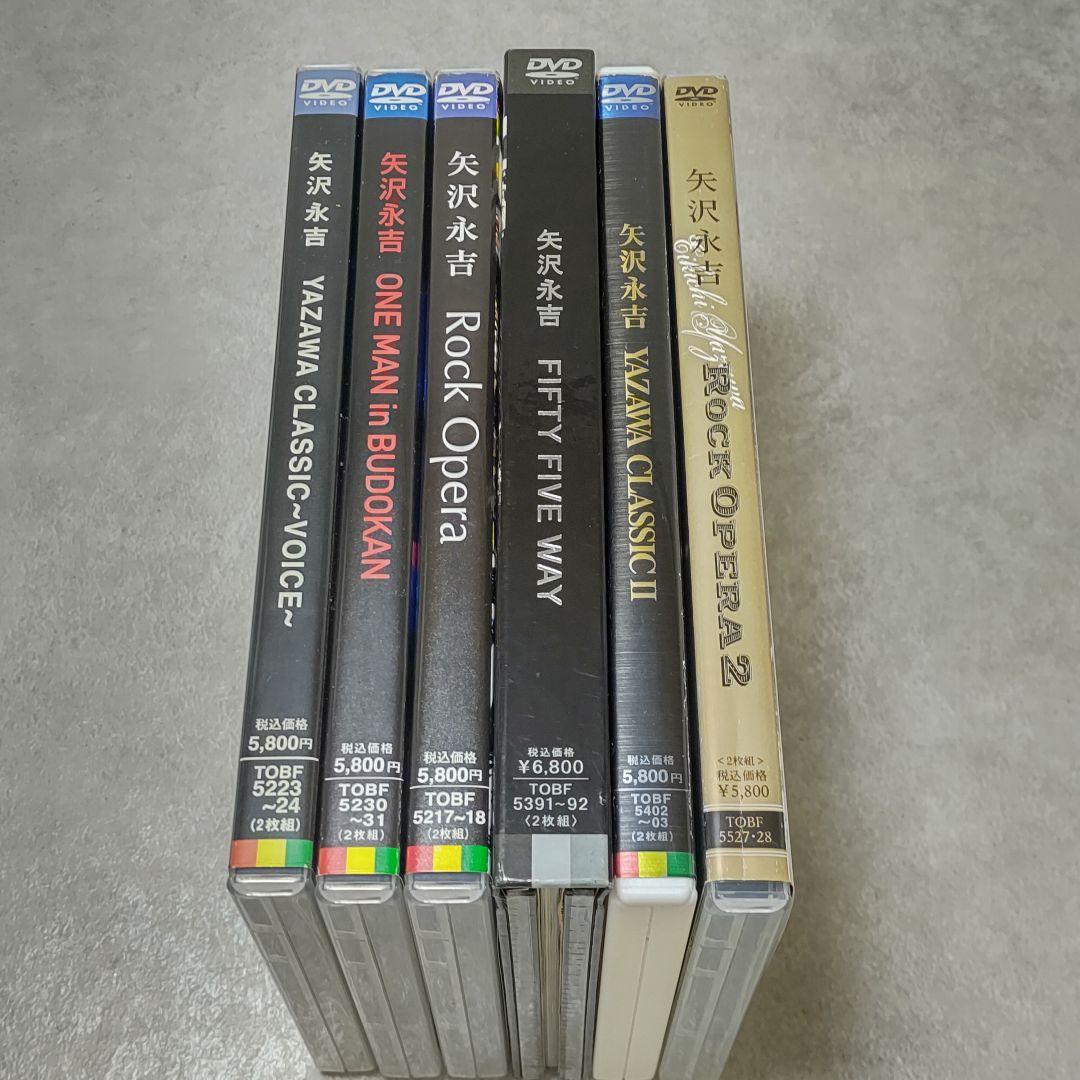 DVD
VIDEO
矢沢永吉 YAZAWA CLASSIC~VOICE~
税込価格
5,800円
TOBF
5223
~24
(2枚組)
DVD
VIDEO
矢沢永吉 ONE MAN in BUDOKAN
税込価格
5,800円
TOBF
5230
~31
(2枚組)
DVD
VIDEO
矢沢永吉 Rock Opera
税込価格
5,800円
TOBF
5217~18
(2枚組)
DVD
VIDEO
矢沢永吉 FIFTY FIVE WAY
税込価格
¥6,800
TOBF
5391~92
〈2枚組〉
DVD
VIDEO
矢沢永吉 YAZAWA CLASSIC II
税込価格
5,800円
TOBF
5402
~03
(2枚組)
DVD
VIDEO
矢沢永吉 ROCK OPERA 2
Eikichi Yazawa
<2枚組>
税込価格
¥5,800
TOBF
5527・28